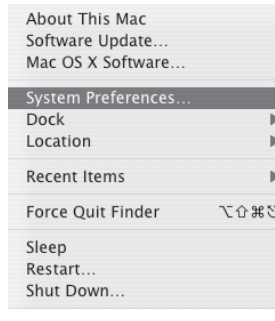 About This Mac
Software Update...
Mac OS X Software...
System Preferences...
Dock
Location
Recent Items
Force Quit Finder ⌥⇧⌘⎋
Sleep
Restart...
Shut Down...